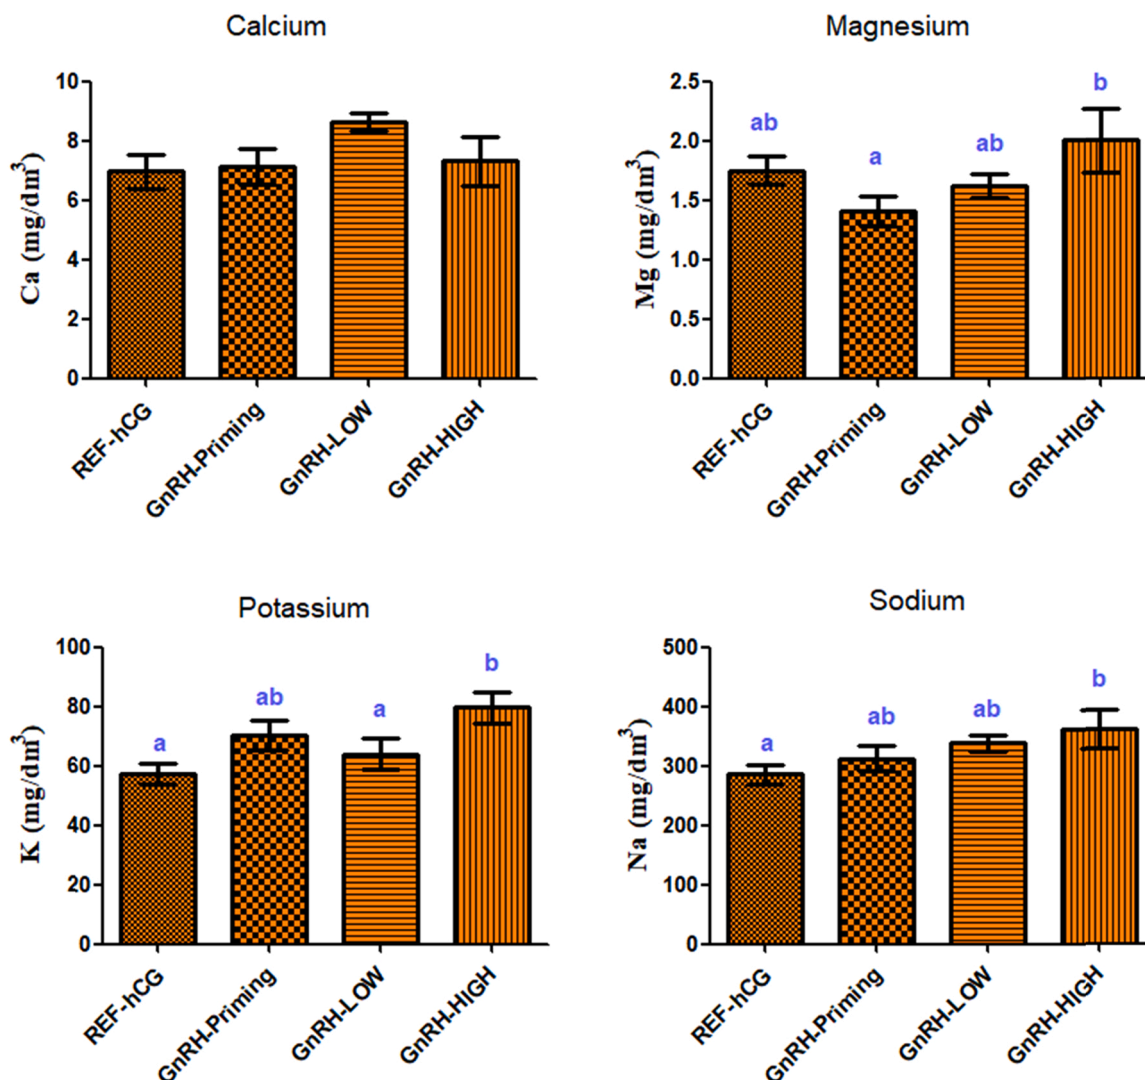 Calcium
Ca (mg/dm³)
10
8
6
4
2
0
REF-hCG
GnRH-Priming
GnRH-LOW
GnRH-HIGH
Magnesium
Mg (mg/dm³)
2.5
2.0
1.5
1.0
0.5
0.0
ab
a
ab
b
REF-hCG
GnRH-Priming
GnRH-LOW
GnRH-HIGH
Potassium
K (mg/dm³)
100
80
60
40
20
0
a
ab
a
b
REF-hCG
GnRH-Priming
GnRH-LOW
GnRH-HIGH
Sodium
Na (mg/dm³)
500
400
300
200
100
0
a
ab
ab
b
REF-hCG
GnRH-Priming
GnRH-LOW
GnRH-HIGH